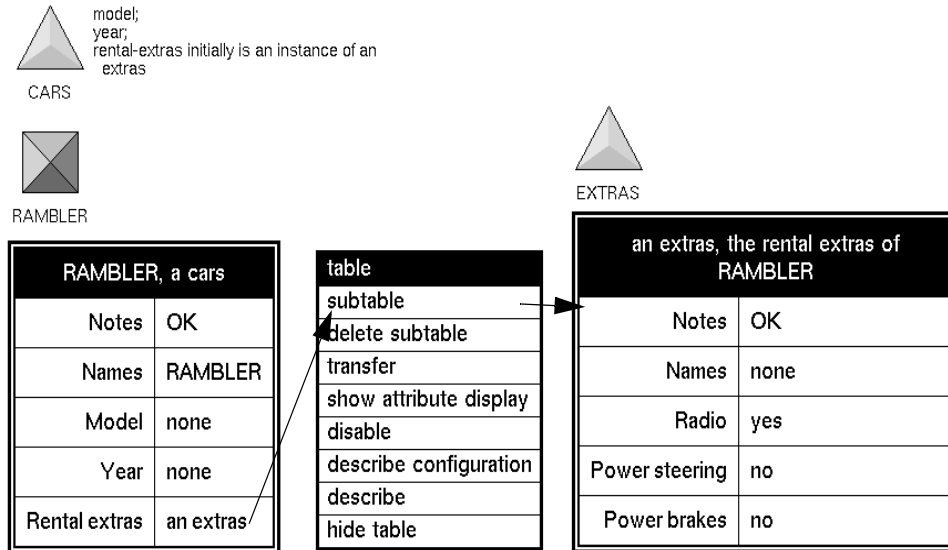 model;
year;
rental-extras initially is an instance of an
extras
CARS
RAMBLER
EXTRAS
RAMBLER, a cars
Notes OK
Names RAMBLER
Model none
Year none
Rental extras an extras
table
subtable
delete subtable
transfer
show attribute display
disable
describe configuration
describe
hide table
an extras, the rental extras of
RAMBLER
Notes OK
Names none
Radio yes
Power steering no
Power brakes no